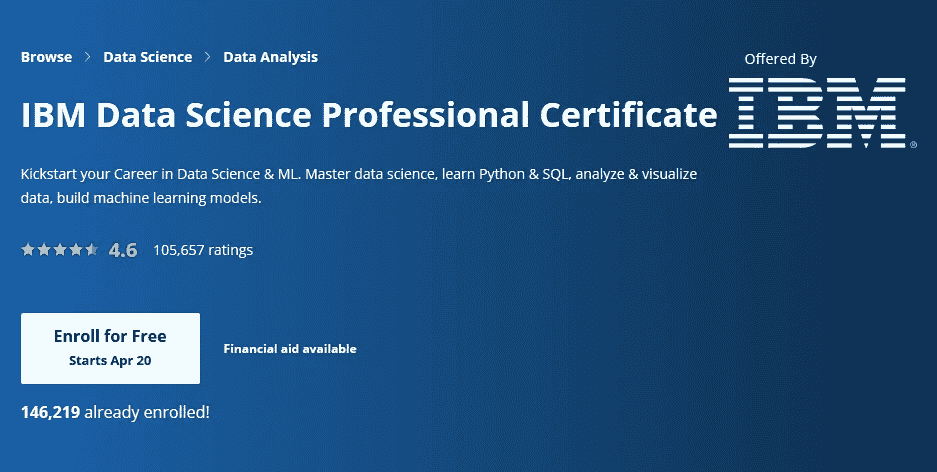 Browse > Data Science > Data Analysis
Offered By
IBM Data Science Professional Certificate
IBM®
Kickstart your Career in Data Science & ML. Master data science, learn Python & SQL, analyze & visualize
data, build machine learning models.
4.6 105,657 ratings
Enroll for Free
Starts Apr 20
Financial aid available
146,219 already enrolled!